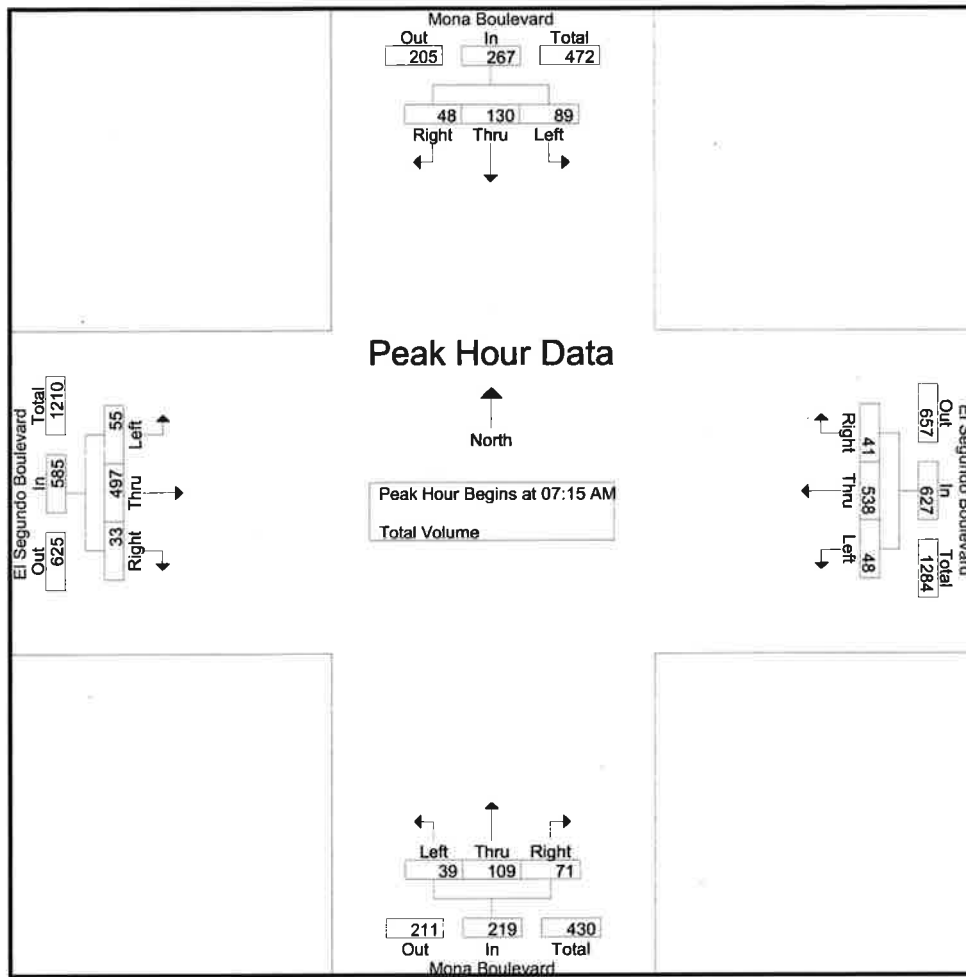 Mona Boulevard
Out In Total
205 267 472
48 130 89
Right Thru Left
Peak Hour Data
North
Peak Hour Begins at 07:15 AM
Total Volume
El Segundo Boulevard
Total In Out
1210 585 625
55 497 33
Left Thru Right
Right Thru Left
41 538 48
657 627 1284
Out In Total
El Segundo Boulevard
Left Thru Right
39 109 71
211 219 430
Out In Total
Mona Boulevard